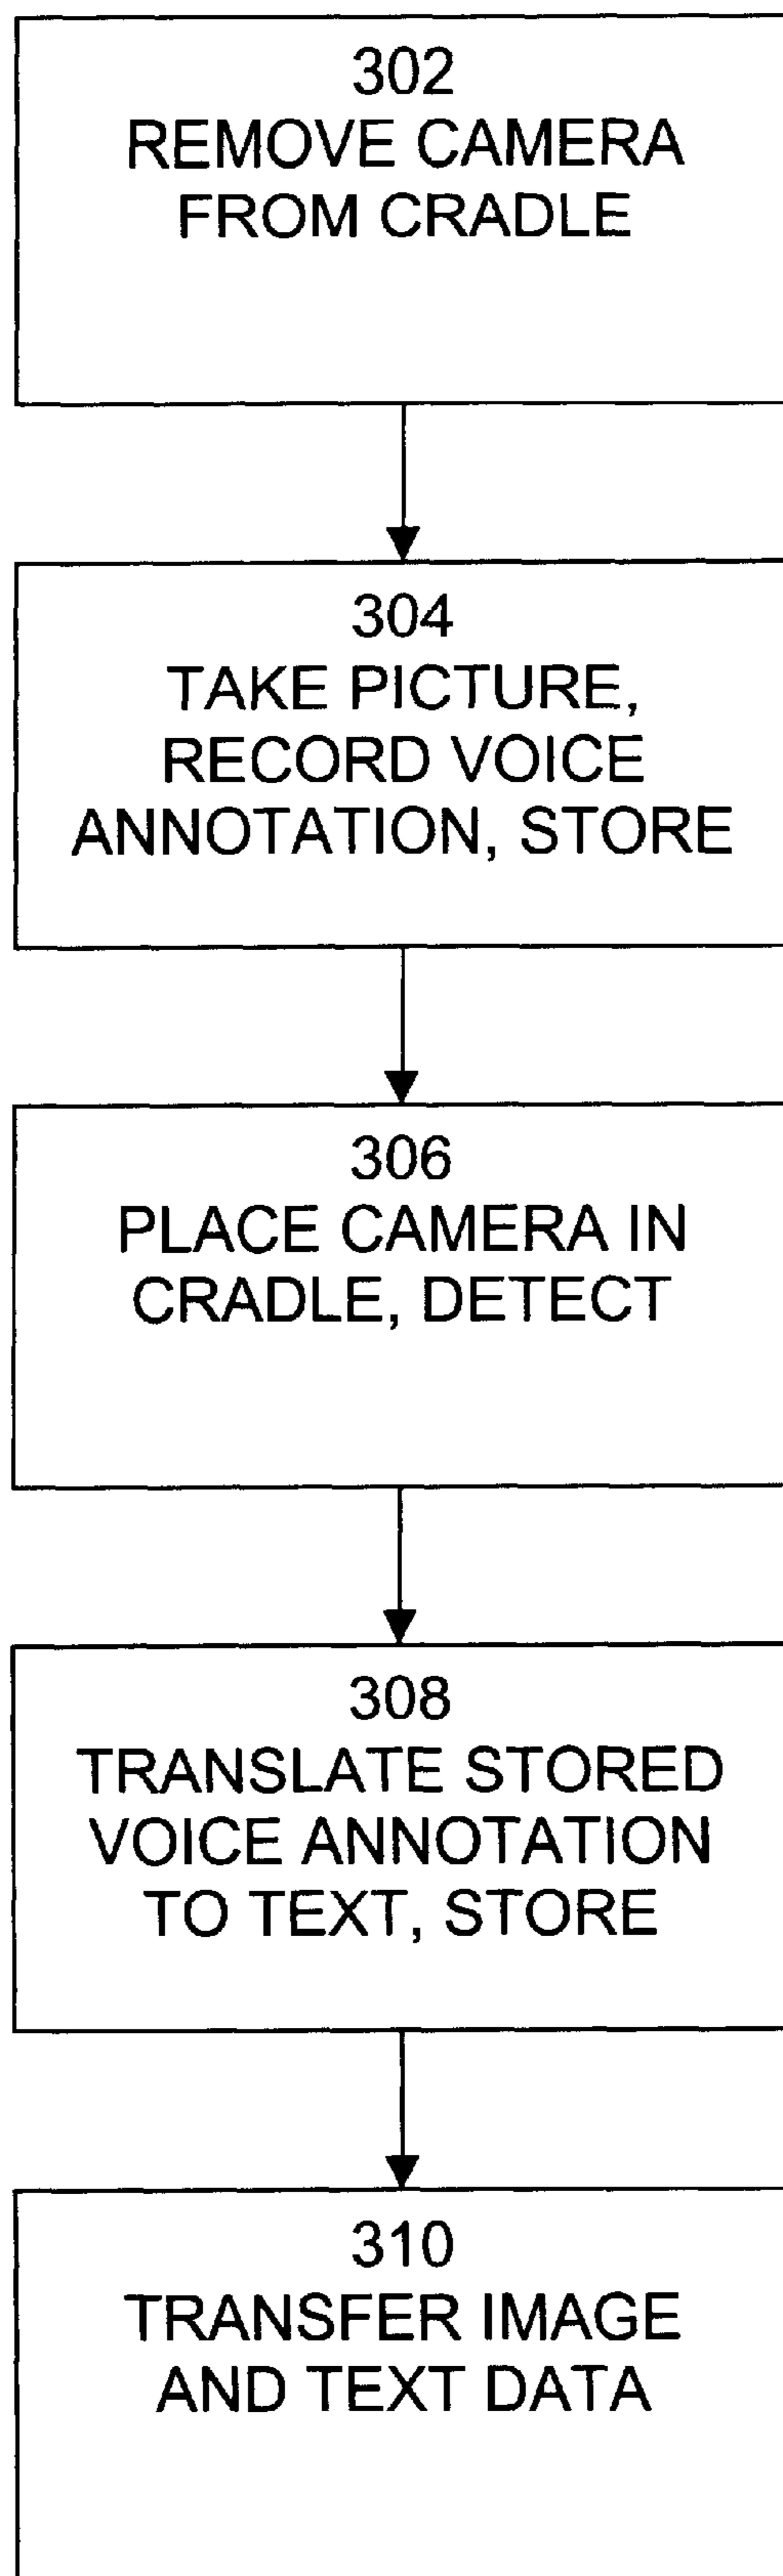 302
REMOVE CAMERA
FROM CRADLE
304
TAKE PICTURE,
RECORD VOICE
ANNOTATION, STORE
306
PLACE CAMERA IN
CRADLE, DETECT
308
TRANSLATE STORED
VOICE ANNOTATION
TO TEXT, STORE
310
TRANSFER IMAGE
AND TEXT DATA